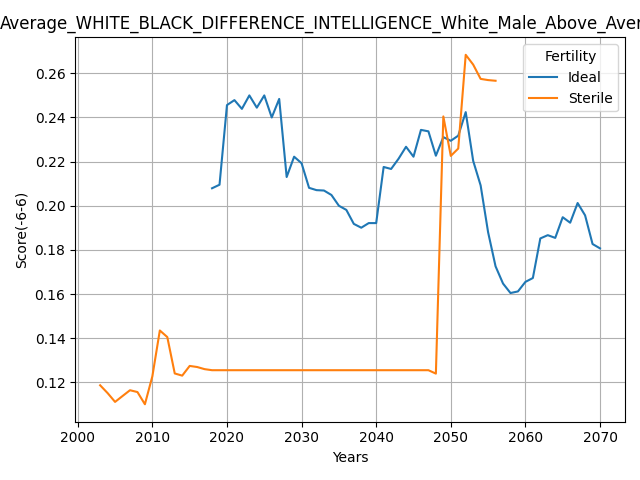 Average_WHITE_BLACK_DIFFERENCE_INTELLIGENCE_White_Male_Above_Aver
Fertility
Ideal
Sterile
Score(-6-6)
0.26
0.24
0.22
0.20
0.18
0.16
0.14
0.12
2000 2010 2020 2030 2040 2050 2060 2070
Years